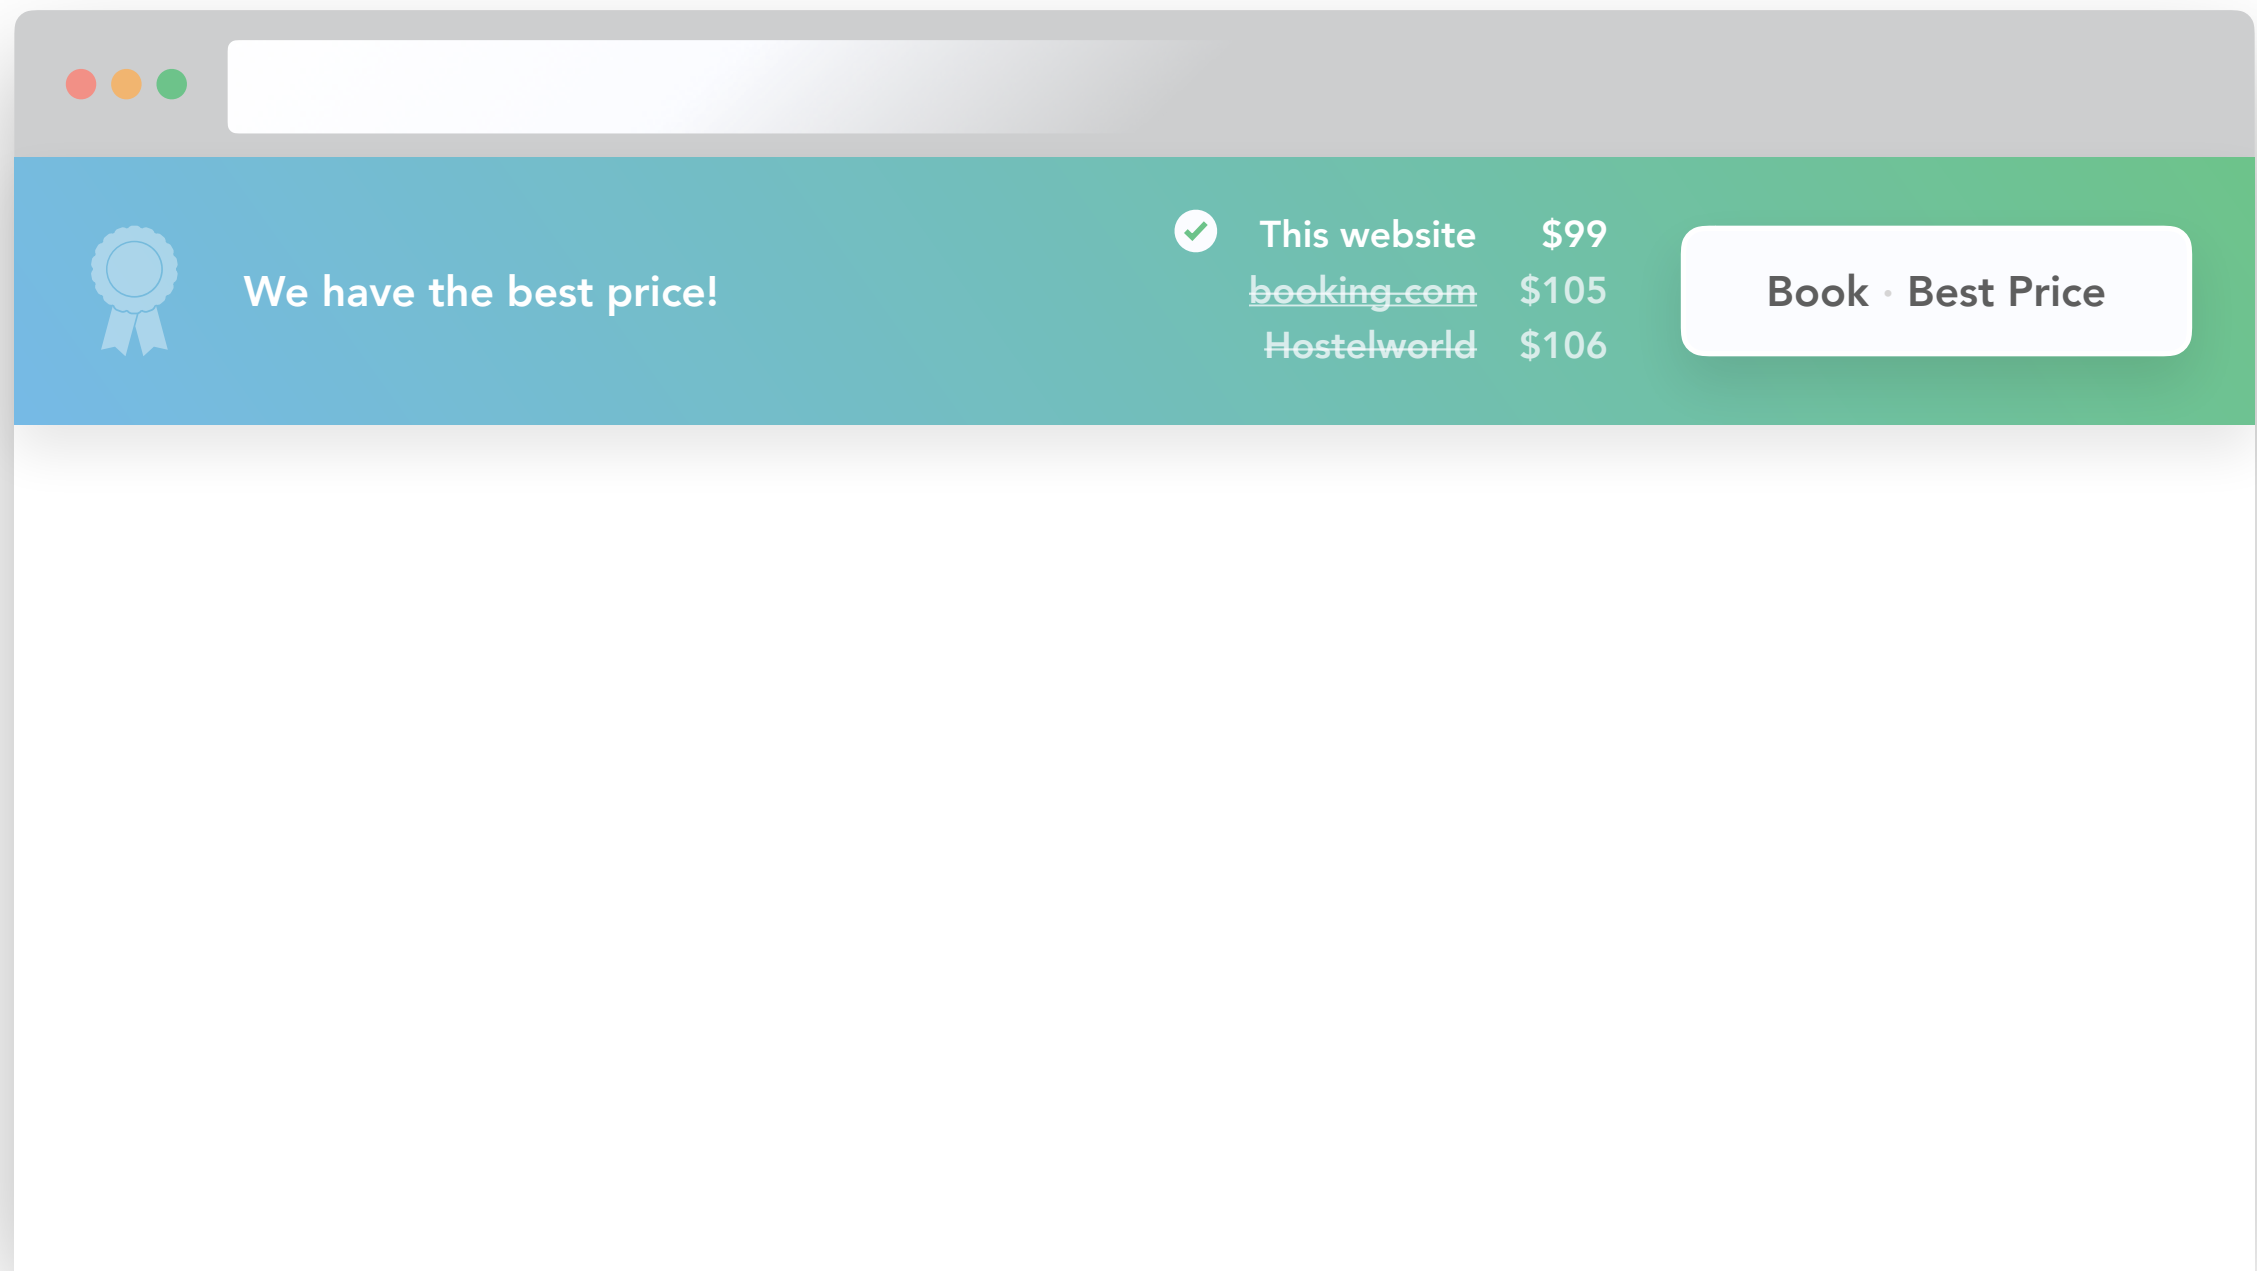 We have the best price!
This website $99
booking.com $105
Hostelworld $106
Book · Best Price